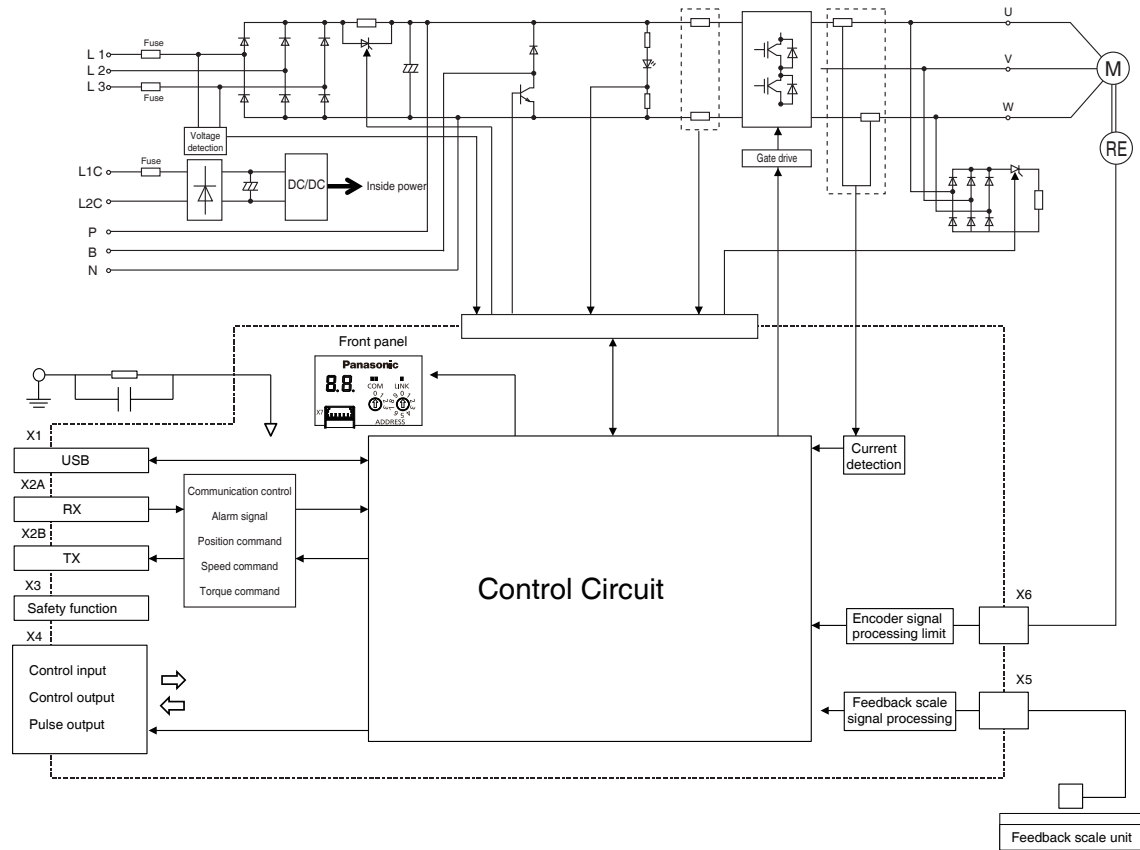 U
L 1
Fuse
V
M
L 2
L 3
Fuse
W
Voltage
detection
RE
Gate drive
Fuse
L1C
DC/DC
Inside power
L2C
P
B
N
Front panel
Panasonic
8.8.
COM
LINK
X7
ADDRESS
X1
USB
Current
detection
X2A
RX
Communication control
Alarm signal
Position command
Speed command
Torque command
X2B
TX
Control Circuit
X3
Safety function
X6
Encoder signal
processing limit
X4
Control input
Control output
Pulse output
X5
Feedback scale
signal processing
Feedback scale unit